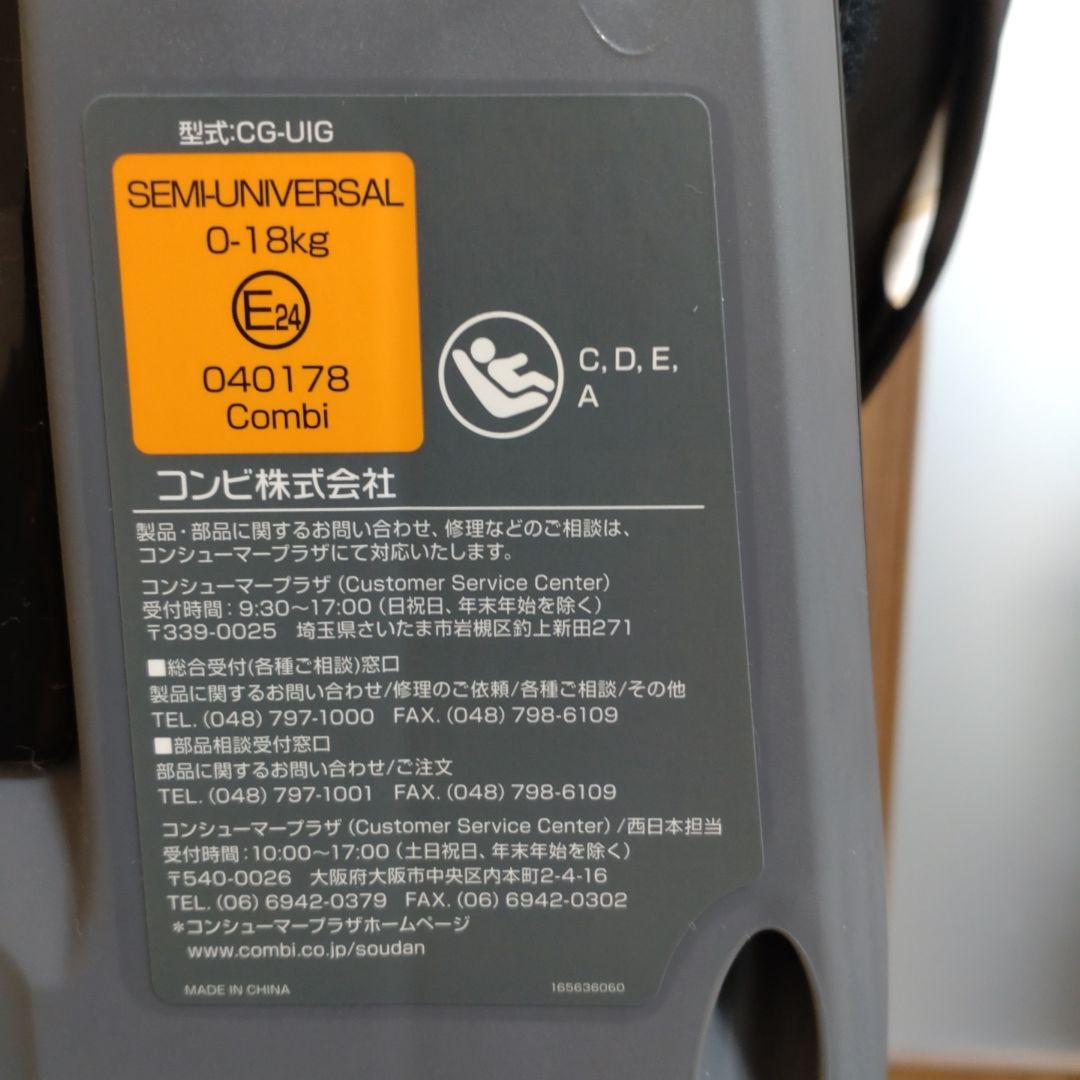 型式:CG-UIG
SEMI-UNIVERSAL
0-18kg
E24
040178
Combi
C, D, E,
A
コンビ株式会社
製品・部品に関するお問い合わせ、修理などのご相談は、
コンシューマープラザにて対応いたします。
コンシューマープラザ (Customer Service Center)
受付時間:9:30〜17:00 (日祝日、年末年始を除く)
〒339-0025 埼玉県さいたま市岩槻区釣上新田271
■総合受付(各種ご相談)窓口
製品に関するお問い合わせ/修理のご依頼/各種ご相談/その他
TEL. (048) 797-1000 FAX. (048) 798-6109
■部品相談受付窓口
部品に関するお問い合わせ/ご注文
TEL. (048) 797-1001 FAX. (048) 798-6109
コンシューマープラザ (Customer Service Center) /西日本担当
受付時間:10:00〜17:00 (土日祝日、年末年始を除く)
〒540-0026 大阪府大阪市中央区内本町2-4-16
TEL. (06) 6942-0379 FAX. (06) 6942-0302
*コンシューマープラザホームページ
www.combi.co.jp/soudan
MADE IN CHINA 165636060